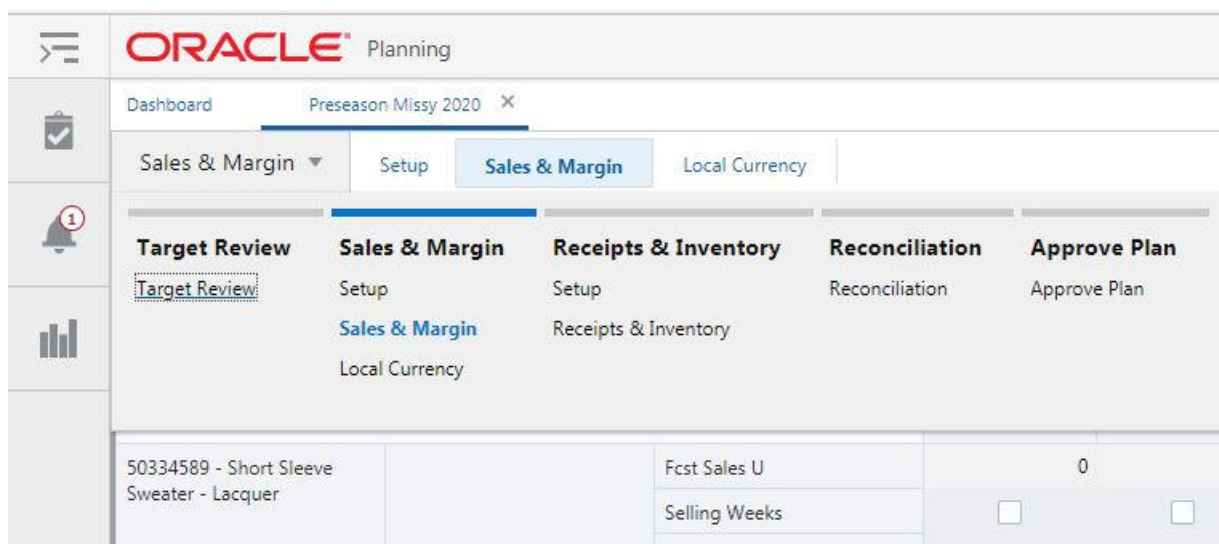 ORACLE Planning
Dashboard Preseason Missy 2020 ×
1
Sales & Margin Setup Sales & Margin Local Currency
Target Review Sales & Margin Receipts & Inventory Reconciliation Approve Plan
Target Review Setup Setup Reconciliation Approve Plan
Sales & Margin Receipts & Inventory
Local Currency
50334589 - Short Sleeve Fcst Sales U 0
Sweater - Lacquer
Selling Weeks